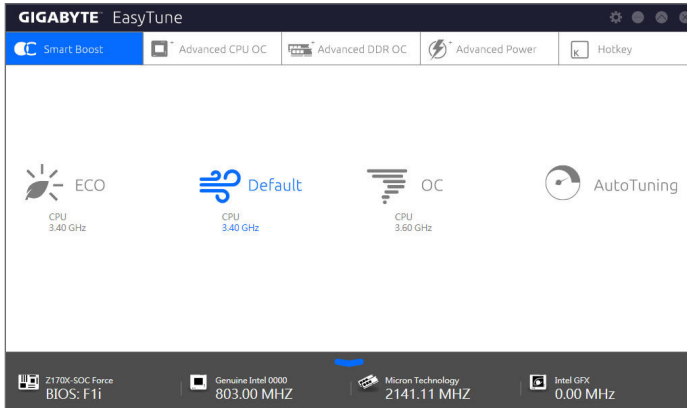 GIGABYTE™ EasyTune
Smart Boost
Advanced CPU OC
Advanced DDR OC
Advanced Power
K
Hotkey
ECO
CPU
3.40 GHz
Default
CPU
3.40 GHz
OC
CPU
3.60 GHz
AutoTuning
Z170X-SOC Force
BIOS: F1i
Genuine Intel 0000
803.00 MHZ
Micron Technology
2141.11 MHZ
Intel GFX
0.00 MHz